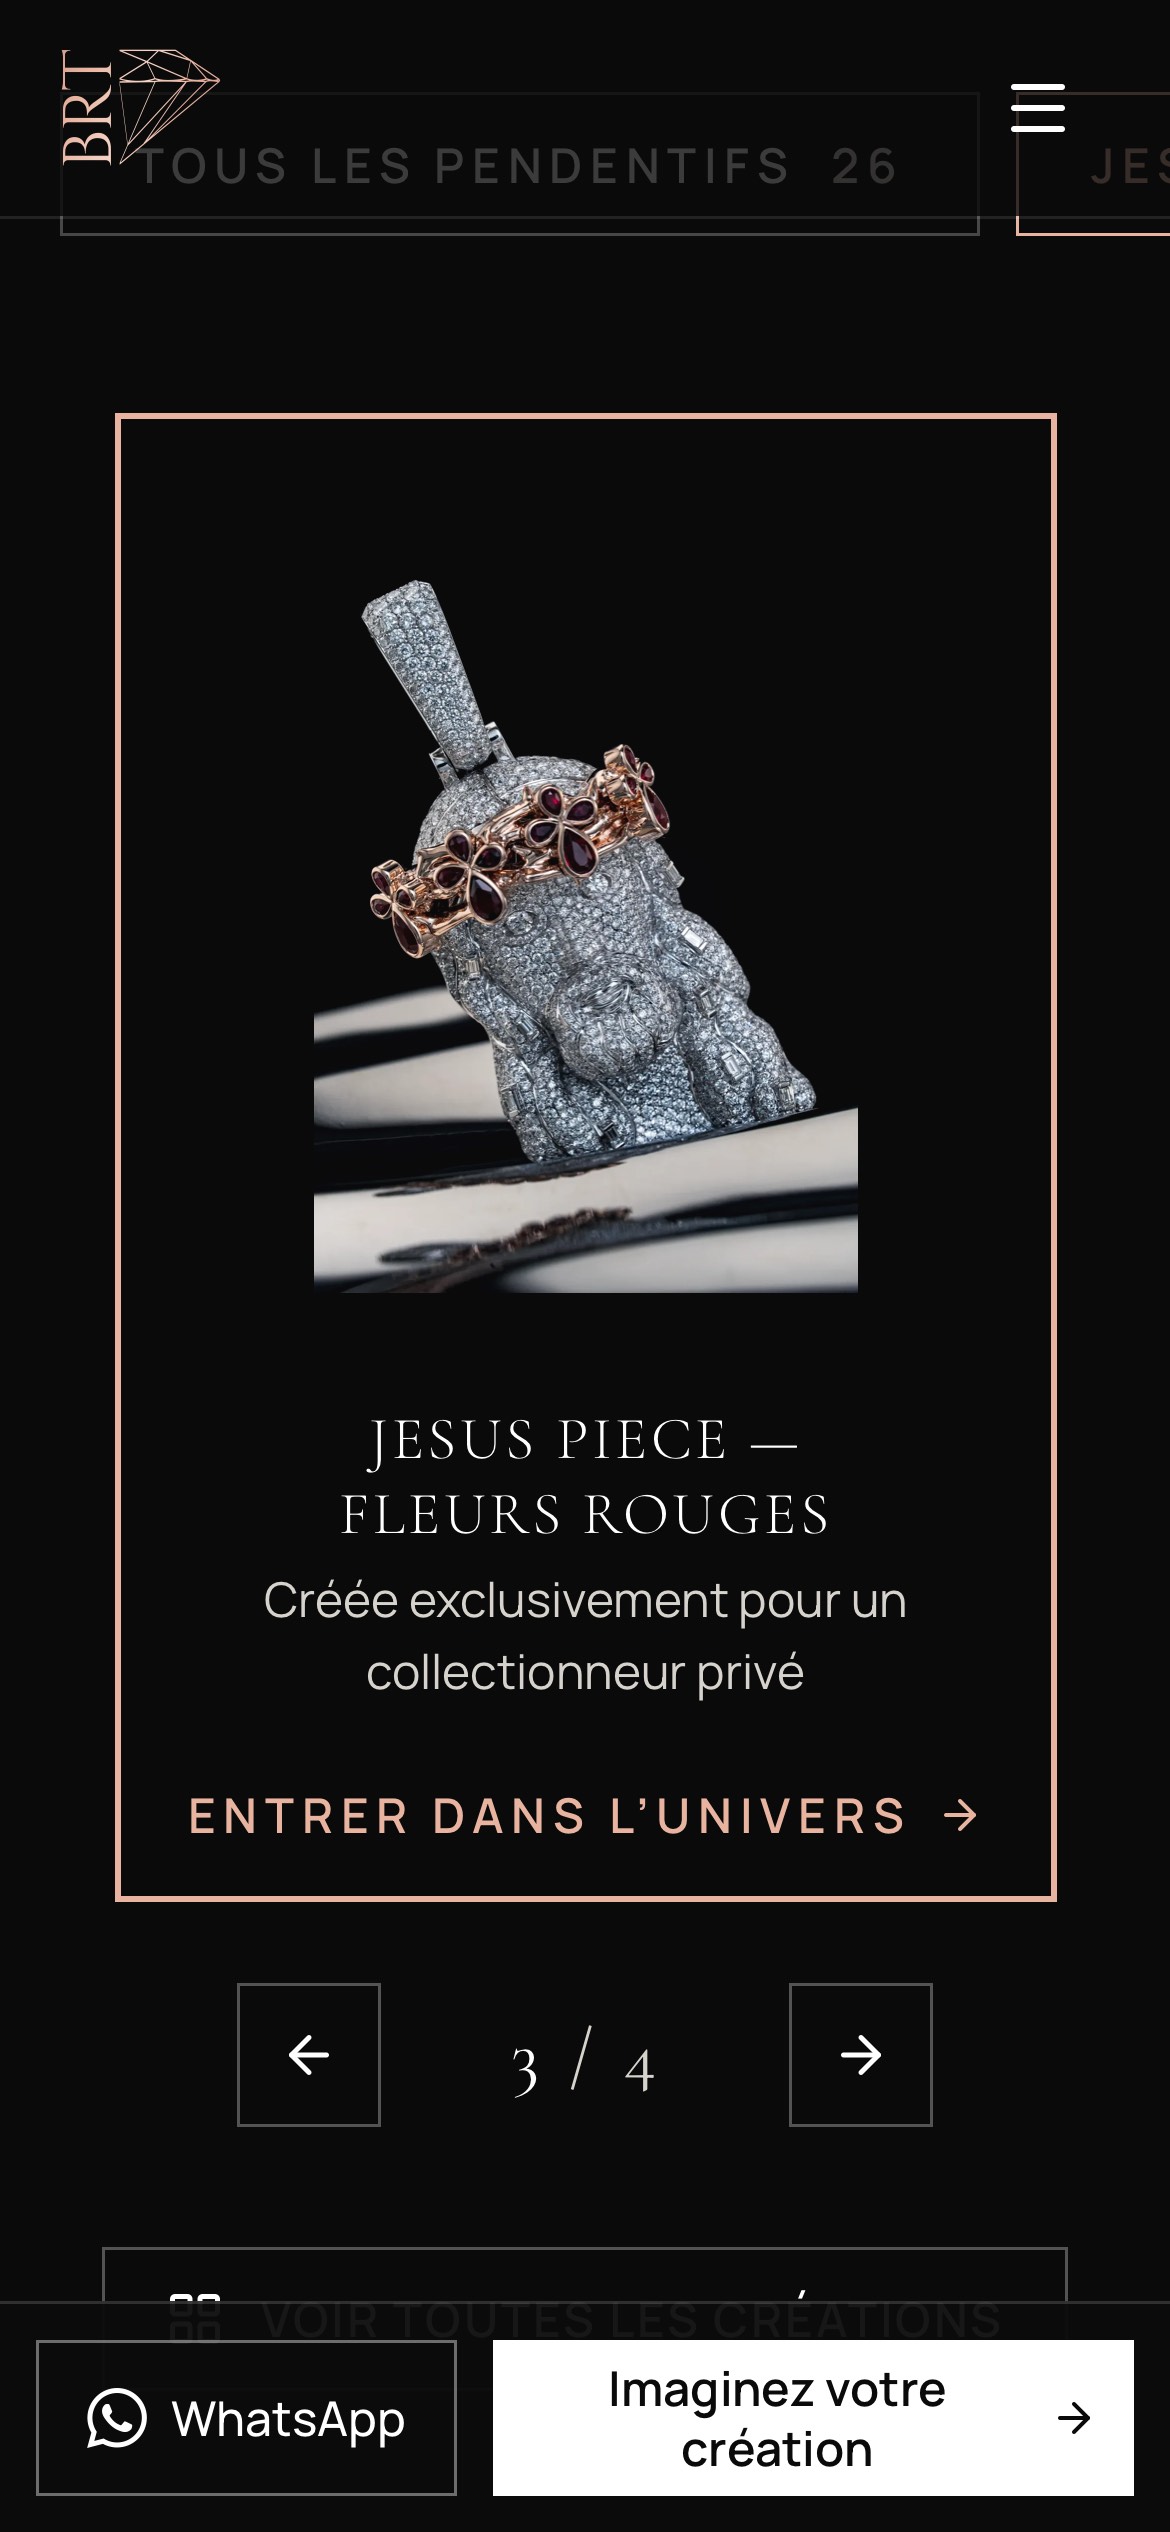 BRT
TOUS LES PENDENTIFS 26
JES
JESUS PIECE —
FLEURS ROUGES
Créée exclusivement pour un
collectionneur privé
ENTRER DANS L’UNIVERS →
3 / 4
VOIR TOUTES LES CRÉATIONS
WhatsApp
Imaginez votre
création